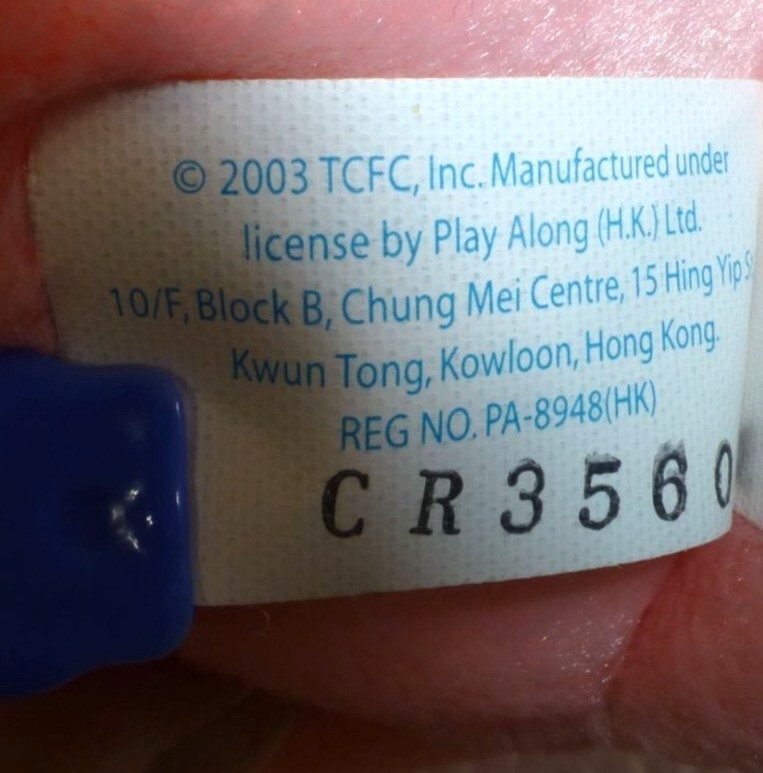 © 2003 TCFC, Inc. Manufactured under
license by Play Along (H.K.) Ltd.
10/F, Block B, Chung Mei Centre, 15 Hing Yip
Kwun Tong, Kowloon, Hong Kong.
REG NO. PA-8948(HK)
CR3560